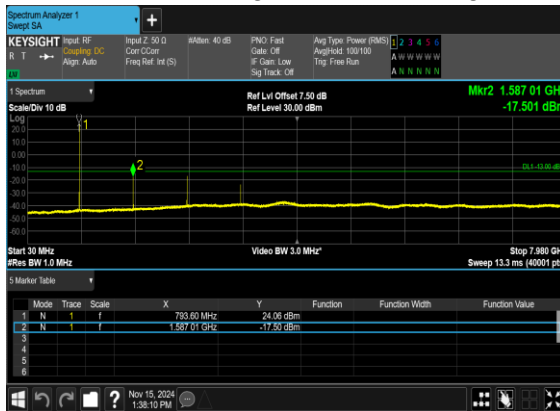 Spectrum Analyzer 1
Swept SA
+
KEYSIGHT Input: RF Input Z: 50 Ω #Atten: 40 dB PNO: Fast Avg Type: Power (RMS) 1 2 3 4 5 6
R T Coupling: DC Corr CCorr Gate: Off Avg|Hold: 100/100 A W W W W W
Align: Auto Freq Ref: Int (S) IF Gain: Low Trig: Free Run
Sig Track: Off A N N N N N
1 Spectrum Ref Lvl Offset 7.50 dB Mkr2 1.587 01 GH
Scale/Div 10 dB Ref Level 30.00 dBm -17.501 dB
Log
20.0 1
10.0
0.00
-10.0 2 DL1 -13.00 dB
-20.0
-30.0
-40.0
-50.0
-60.0
Start 30 MHz Video BW 3.0 MHz* Stop 7.980 GH
#Res BW 1.0 MHz Sweep 13.3 ms (40001 pt
5 Marker Table
Mode Trace Scale X Y Function Function Width Function Value
1 N 1 f 793.60 MHz 24.06 dBm
2 N 1 f 1.587 01 GHz -17.50 dBm
3
4
5
6
? Nov 15, 2024
1:38:10 PM